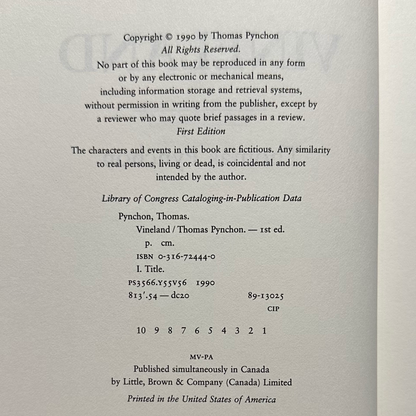 Copyright © 1990 by Thomas Pynchon
All Rights Reserved.
No part of this book may be reproduced in any form
or by any electronic or mechanical means,
including information storage and retrieval systems,
without permission in writing from the publisher, except by
a reviewer who may quote brief passages in a review.
First Edition
The characters and events in this book are fictitious. Any similarity
to real persons, living or dead, is coincidental and not
intended by the author.
Library of Congress Cataloging-in-Publication Data
Pynchon, Thomas.
Vineland / Thomas Pynchon. — 1st ed.
p. cm.
ISBN 0-316-72444-0
I. Title.
PS3566.Y55V56 1990
813'.54 — dc20 89-13025
CIP
10 9 8 7 6 5 4 3 2 1
MV-PA
Published simultaneously in Canada
by Little, Brown & Company (Canada) Limited
Printed in the United States of America